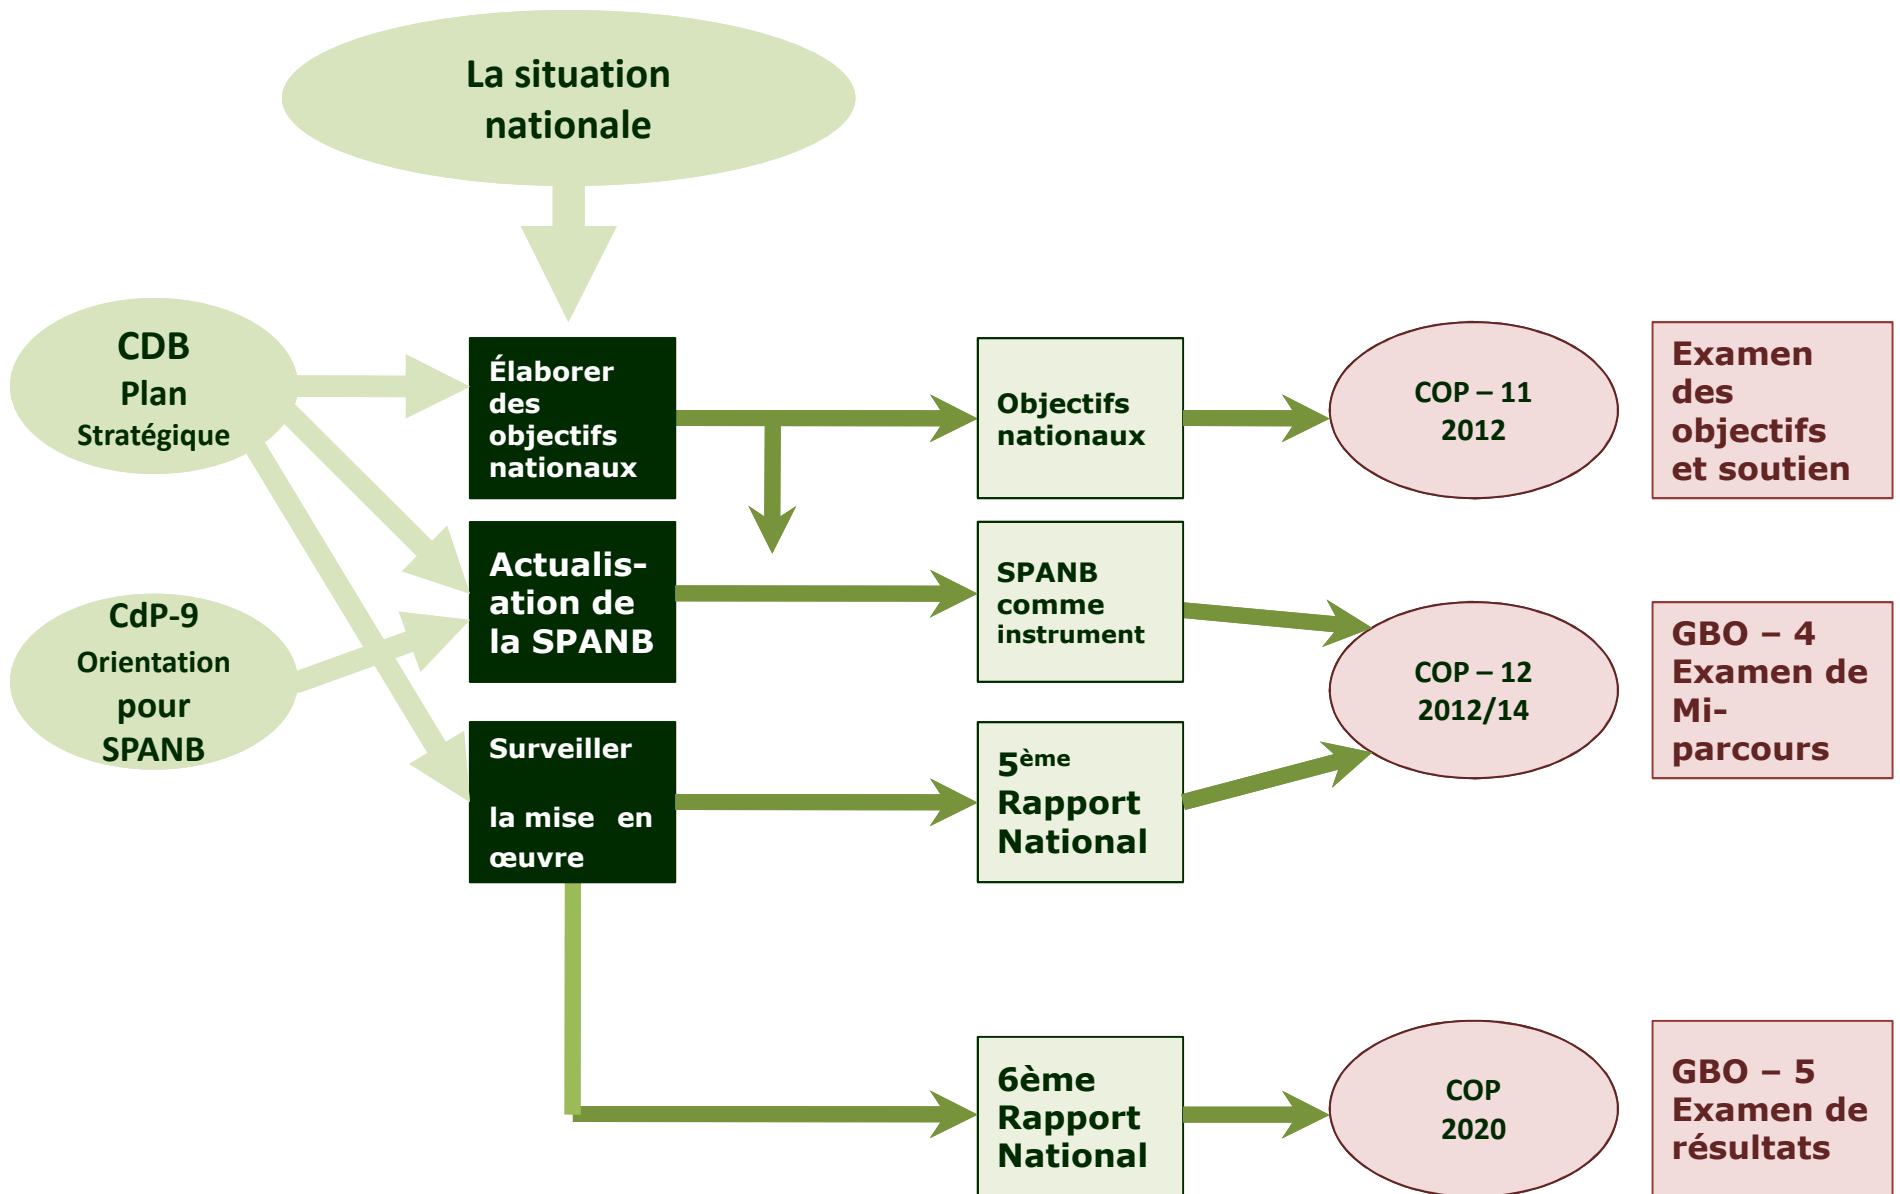 La situation
nationale
CDB
Plan
Stratégique
CdP-9
Orientation
pour
SPANB
Élaborer
des
objectifs
nationaux
Objectifs
nationaux
COP – 11
2012
Examen
des
objectifs
et soutien
Actualis-
ation de
la SPANB
SPANB
comme
instrument
COP – 12
2012/14
GBO – 4
Examen de
Mi-
parcours
Surveiller
la mise en
œuvre
5ème
Rapport
National
6ème
Rapport
National
COP
2020
GBO – 5
Examen de
résultats